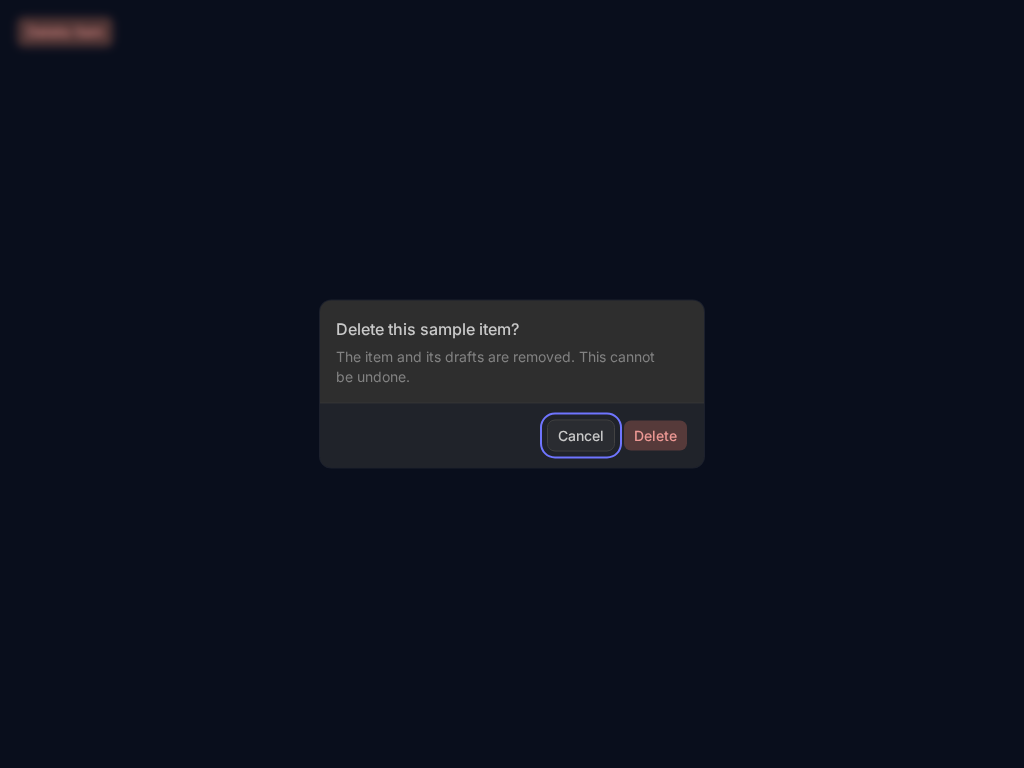 Delete this sample item?
The item and its drafts are removed. This cannot
be undone.
Cancel
Delete